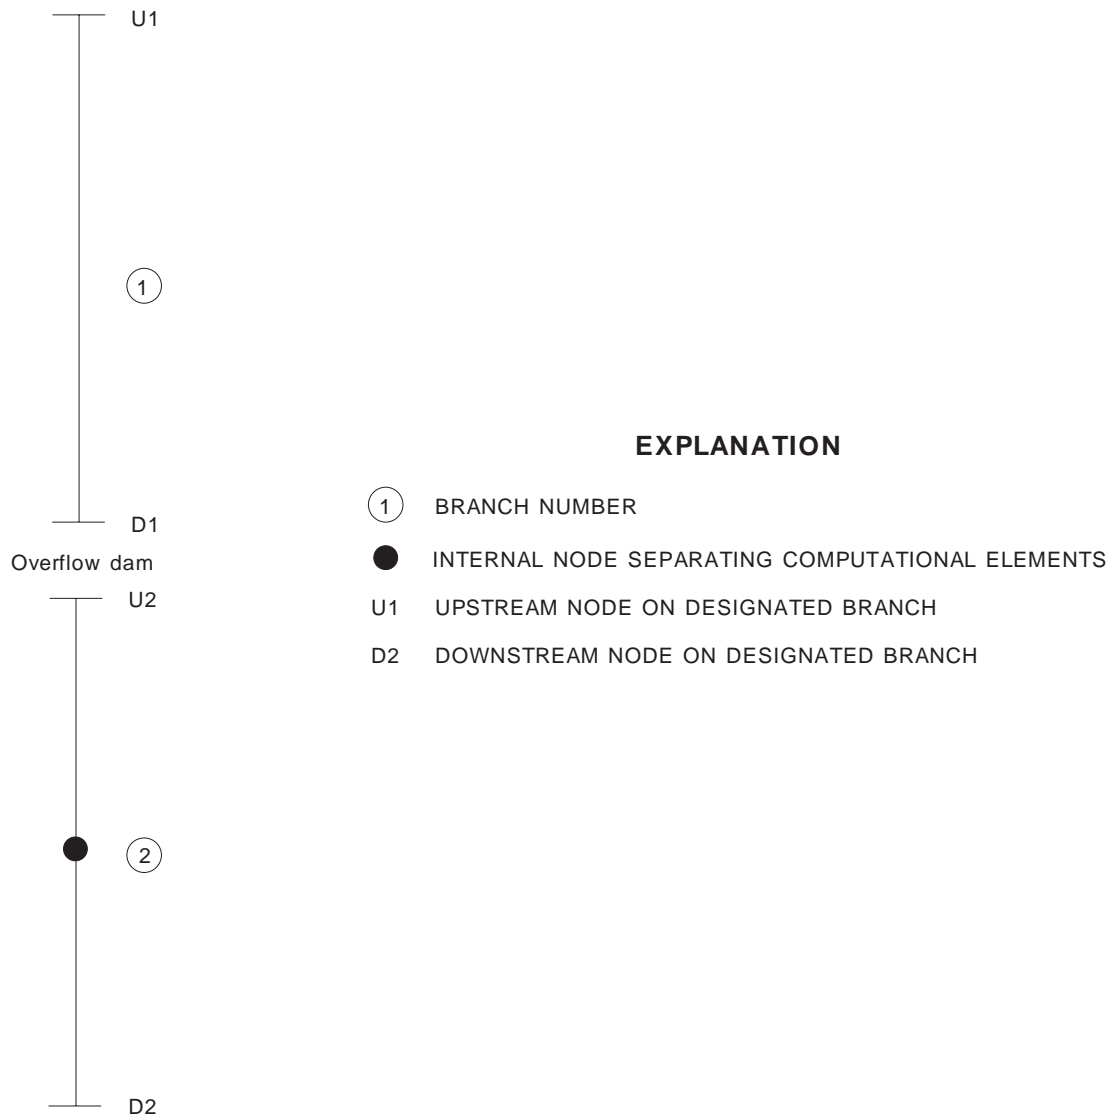 U1
1
D1
Overflow dam
U2
2
D2
EXPLANATION
1 BRANCH NUMBER
INTERNAL NODE SEPARATING COMPUTATIONAL ELEMENTS
U1 UPSTREAM NODE ON DESIGNATED BRANCH
D2 DOWNSTREAM NODE ON DESIGNATED BRANCH